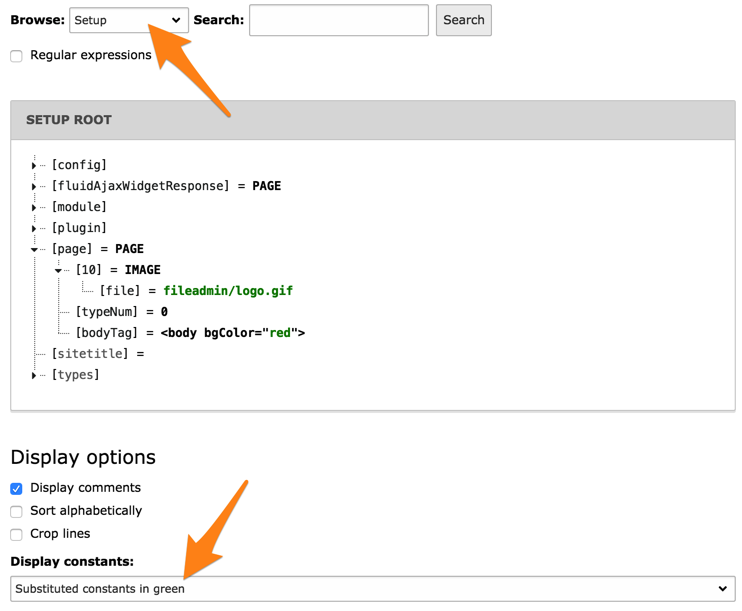 Browse: Setup Search: Search
Regular expressions
SETUP ROOT
[config]
[fluidAjaxWidgetResponse] = PAGE
[module]
[plugin]
[page] = PAGE
[10] = IMAGE
[file] = fileadmin/logo.gif
[typeNum] = 0
[bodyTag] = <body bgColor="red">
[sitetitle] =
[types]
Display options
Display comments
Sort alphabetically
Crop lines
Display constants:
Substituted constants in green